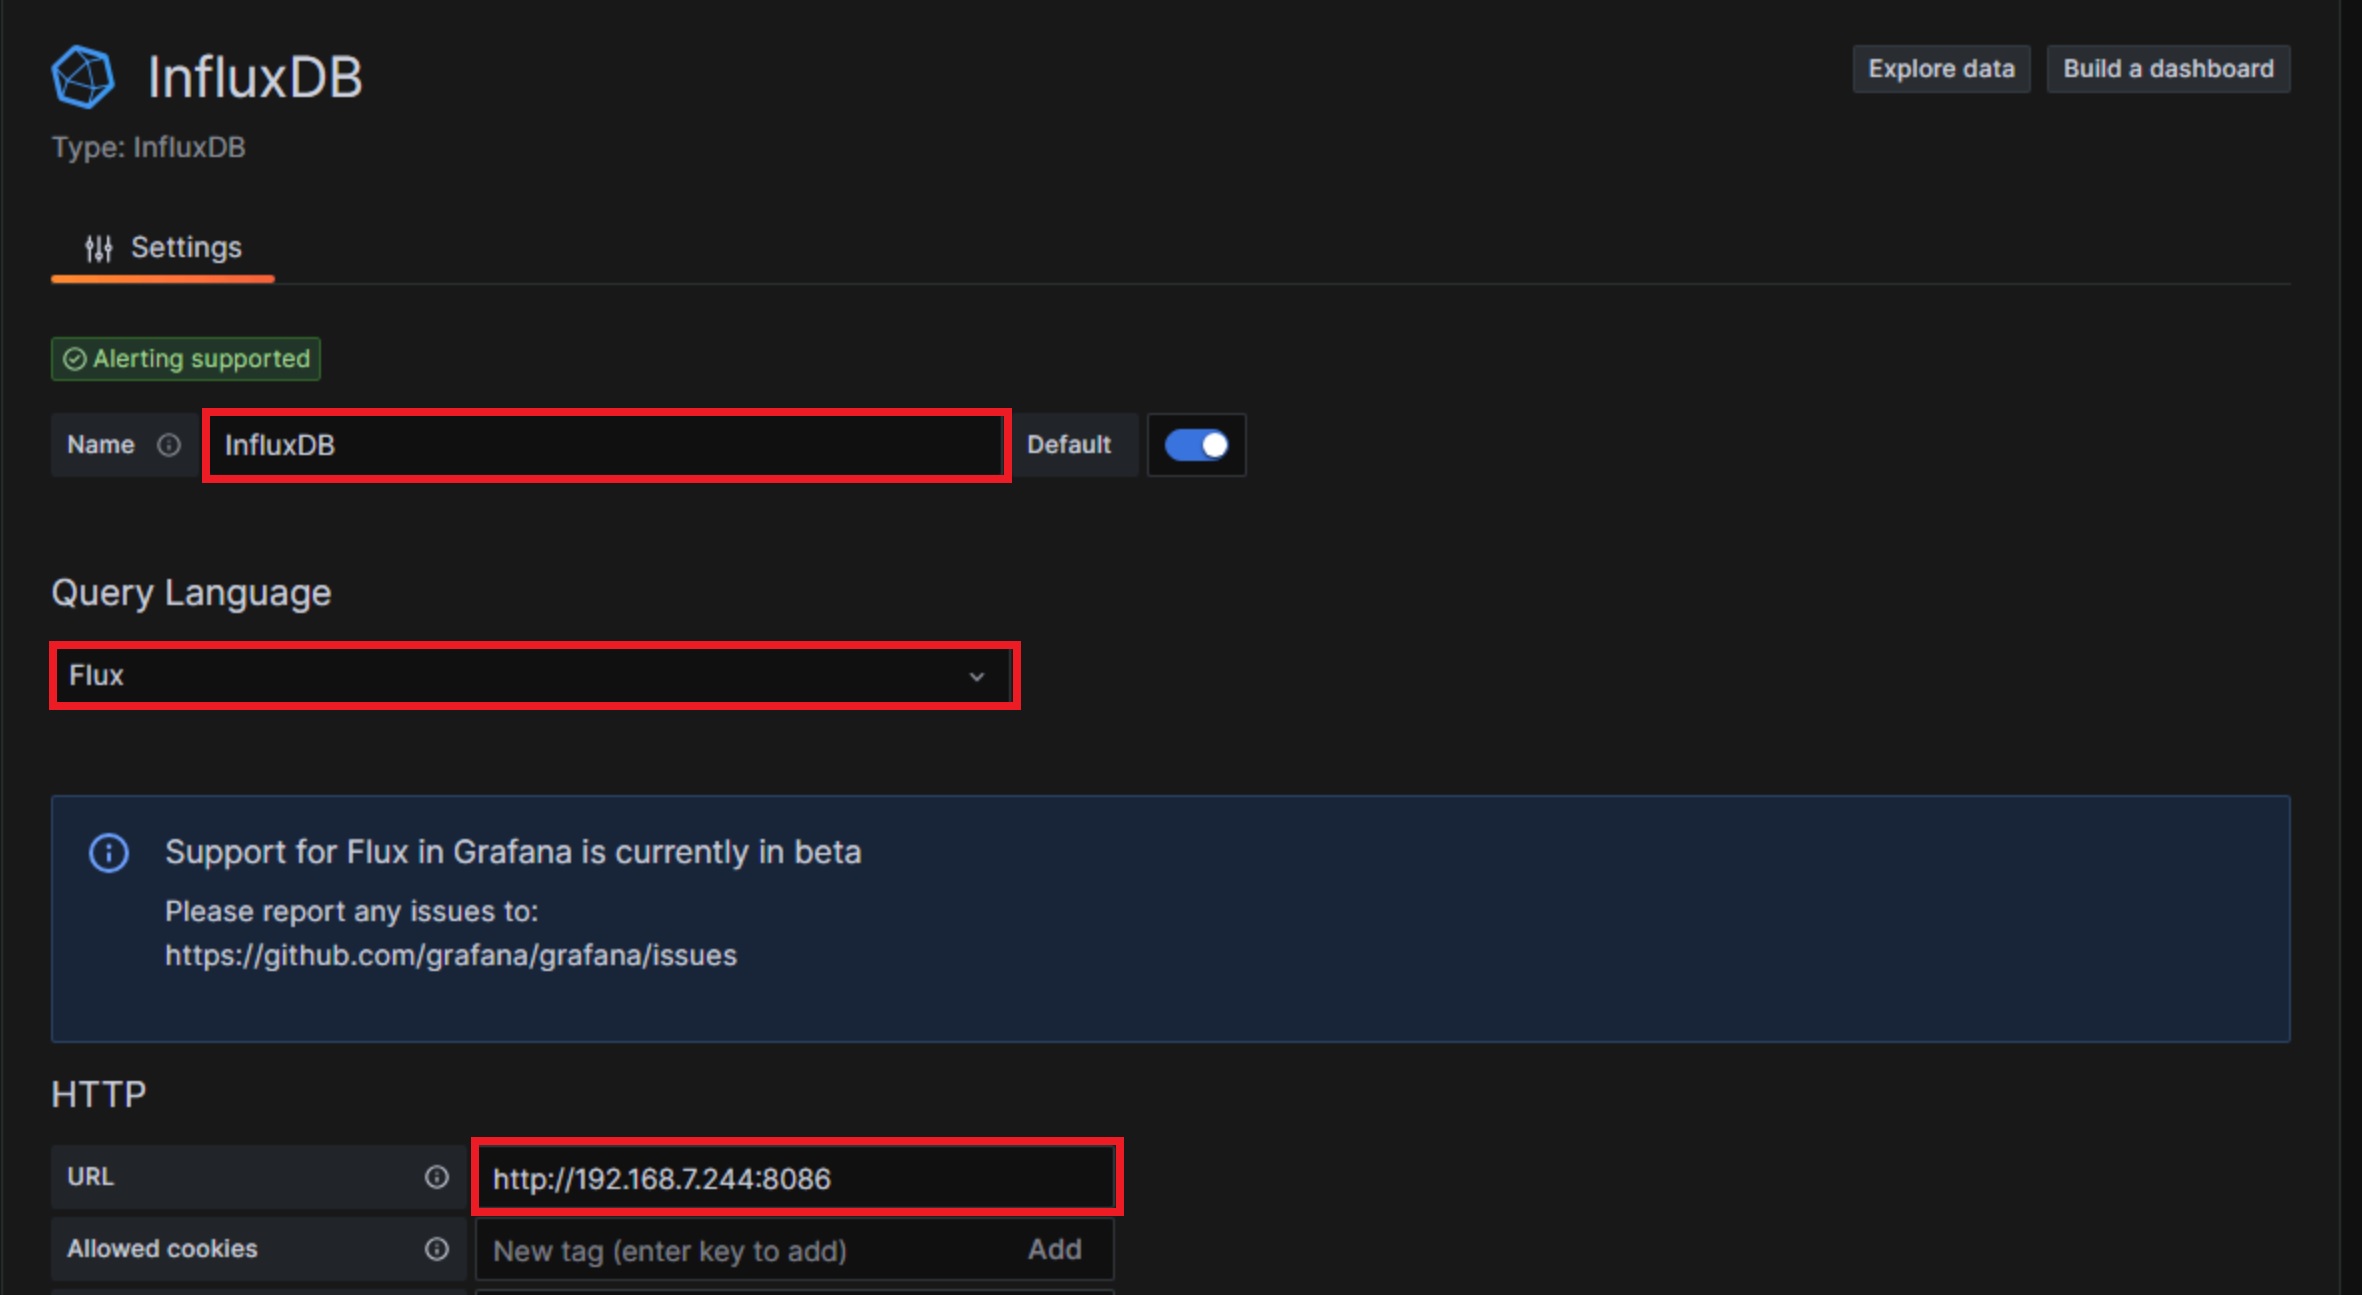 InfluxDB
Explore data
Build a dashboard
Type: InfluxDB
Settings
Alerting supported
Name InfluxDB Default
Query Language
Flux
Support for Flux in Grafana is currently in beta
Please report any issues to:
https://github.com/grafana/grafana/issues
HTTP
URL http://192.168.7.244:8086
Allowed cookies New tag (enter key to add) Add